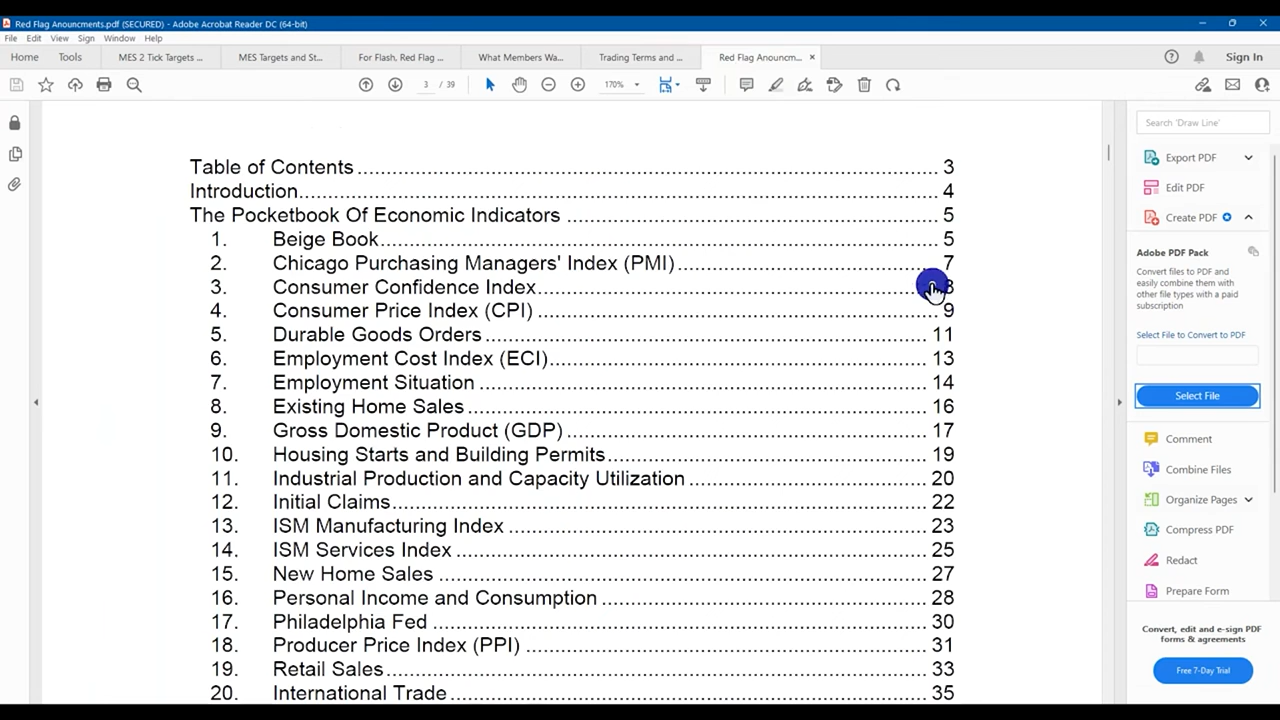 Red Flag Anouncments.pdf (SECURED) - Adobe Acrobat Reader DC (64-bit)
File Edit View Sign Window Help
Home Tools MES 2 Tick Targets ... MES Targets and St... For Flash, Red Flag ... What Members Wa... Trading Terms and ... Red Flag Anouncm... × Sign In
3 / 39 170%
Table of Contents 3
Introduction 4
The Pocketbook Of Economic Indicators 5
1. Beige Book 5
2. Chicago Purchasing Managers' Index (PMI) 7
3. Consumer Confidence Index 8
4. Consumer Price Index (CPI) 9
5. Durable Goods Orders 11
6. Employment Cost Index (ECI) 13
7. Employment Situation 14
8. Existing Home Sales 16
9. Gross Domestic Product (GDP) 17
10. Housing Starts and Building Permits 19
11. Industrial Production and Capacity Utilization 20
12. Initial Claims 22
13. ISM Manufacturing Index 23
14. ISM Services Index 25
15. New Home Sales 27
16. Personal Income and Consumption 28
17. Philadelphia Fed 30
18. Producer Price Index (PPI) 31
19. Retail Sales 33
20. International Trade 35
Search 'Draw Line'
Export PDF
Edit PDF
Create PDF
Adobe PDF Pack
Convert files to PDF and
easily combine them with
other file types with a paid
subscription
Select File to Convert to PDF
Select File
Comment
Combine Files
Organize Pages
Compress PDF
Redact
Prepare Form
Convert, edit and e-sign PDF
forms & agreements
Free 7-Day Trial